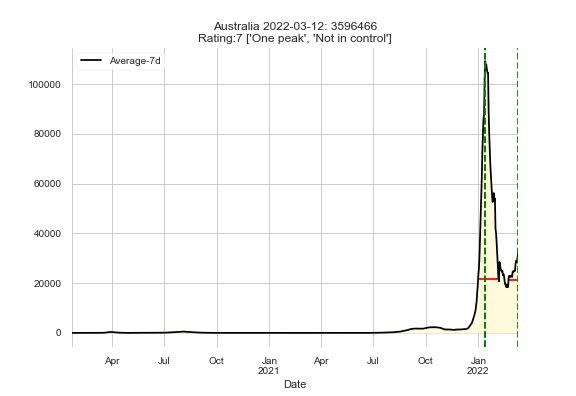 Australia 2022-03-12: 3596466
Rating:7 ['One peak', 'Not in control']
Average-7d
100000
80000
60000
40000
20000
0
Apr Jul Oct Jan Apr Jul Oct Jan
2021 2022
Date